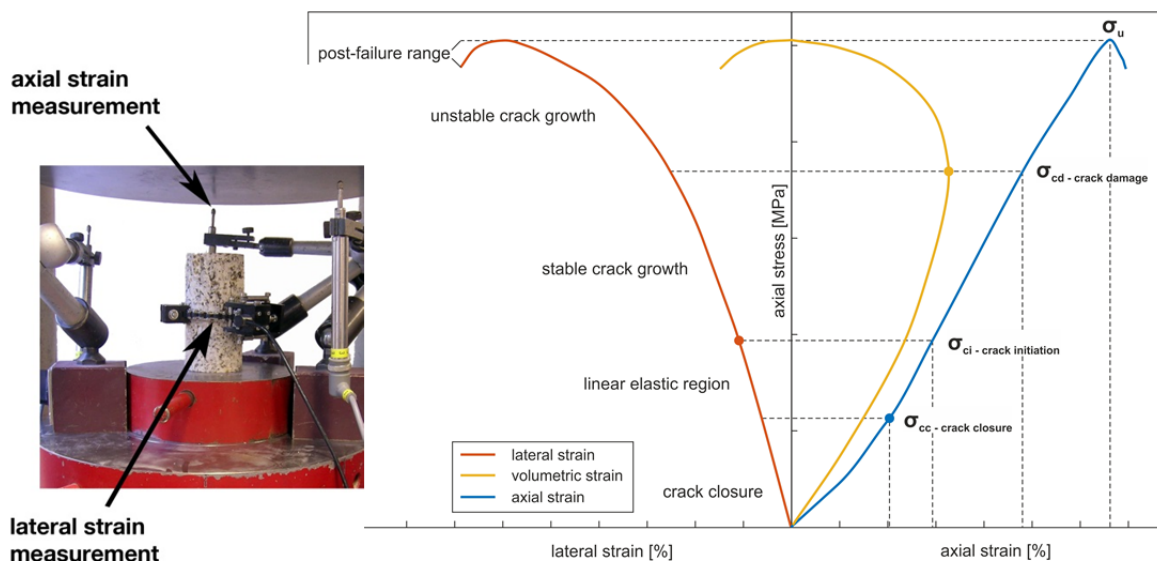 axial strain
measurement
lateral strain
measurement
post-failure range
unstable crack growth
stable crack growth
linear elastic region
crack closure
lateral strain
volumetric strain
axial strain
axial stress [MPa]
σu
σcd - crack damage
σci - crack initiation
σcc - crack closure
lateral strain [%]
axial strain [%]